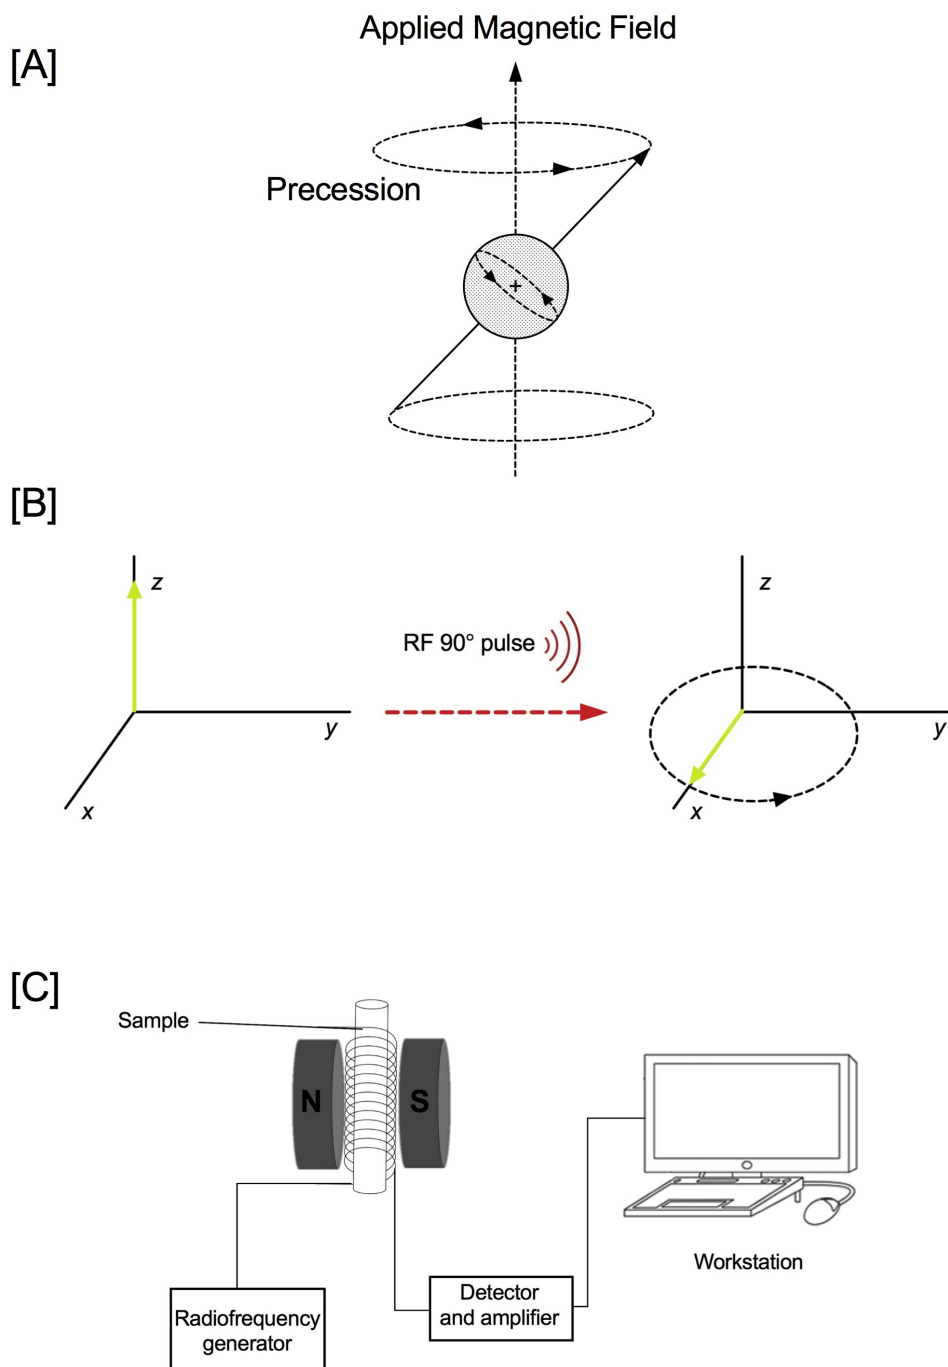 Applied Magnetic Field
[A]
Precession
+
[B]
z
y
x
RF 90° pulse
z
y
x
[C]
Sample
N
S
Workstation
Detector
and amplifier
Radiofrequency
generator